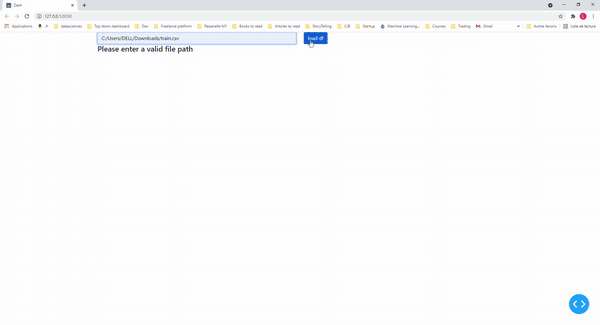 Dash
127.0.0.1:8050
Applications
datasciences
Top down dashboard
Dev
Freelance platform
Passerelle MY
Books to read
Articles to read
StoryTelling
CJE
Startup
Machine Learning...
Courses
Trading
Gmail
Autres favoris
Liste de lecture
C:/Users/DELL/Downloads/train.csv
load df
Please enter a valid file path